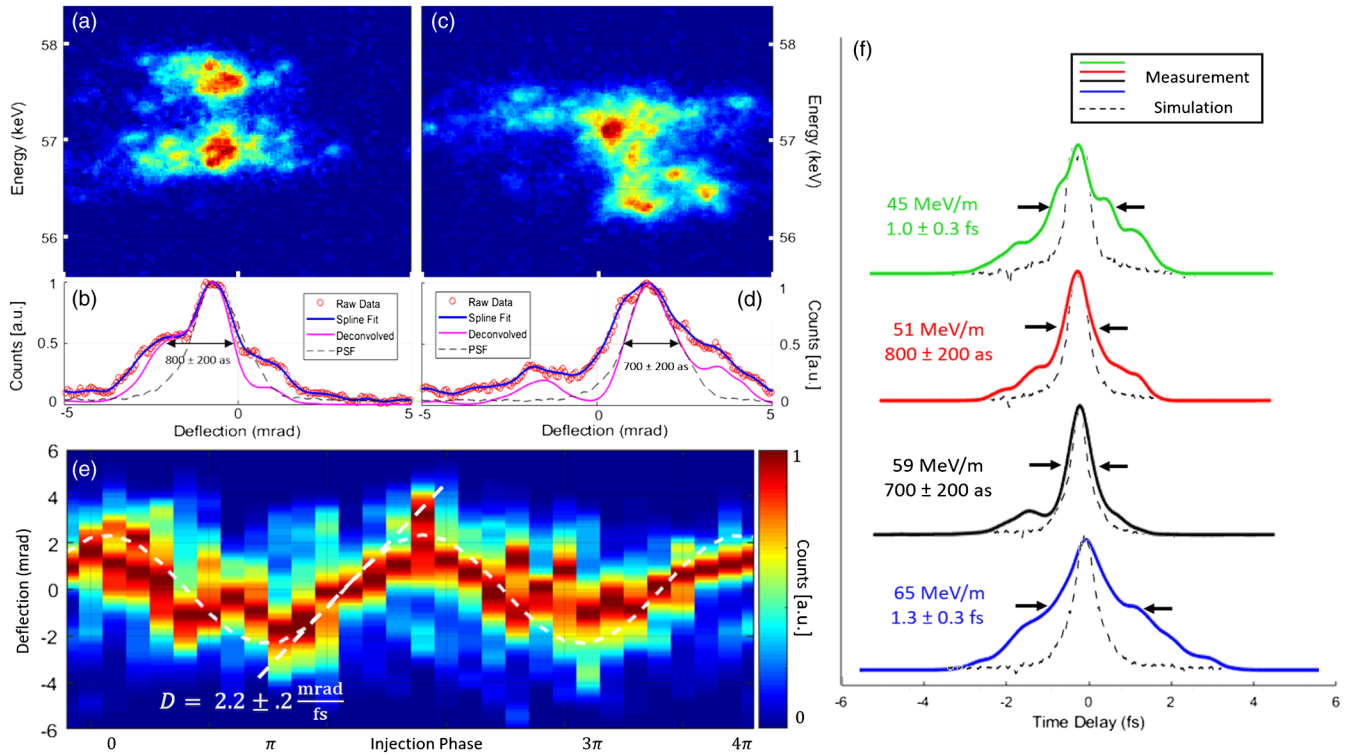 (a)
58
57
56
Energy (keV)
(c)
58
57
56
Energy (keV)
(b)
1
0.5
0
Counts [a.u.]
Raw Data
Spline Fit
Deconvolved
PSF
800 ± 200 as
-5
0
5
Deflection (mrad)
(d)
Raw Data
Spline Fit
Deconvolved
PSF
700 ± 200 as
1
0.5
0
Counts [a.u.]
-5
0
5
Deflection (mrad)
(e)
6
4
2
0
-2
-4
-6
Deflection (mrad)
D = 2.2 ± .2 mrad/fs
0
π
Injection Phase
3π
4π
1
0
Counts [a.u.]
(f)
Measurement
Simulation
45 MeV/m
1.0 ± 0.3 fs
51 MeV/m
800 ± 200 as
59 MeV/m
700 ± 200 as
65 MeV/m
1.3 ± 0.3 fs
-6
-4
-2
0
2
4
6
Time Delay (fs)